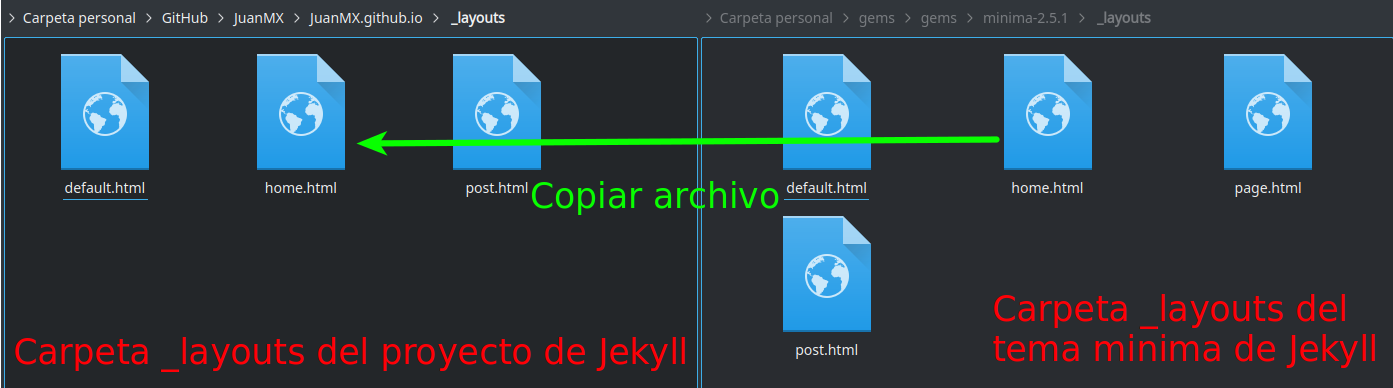 Carpeta personal > GitHub > JuanMX > JuanMX.github.io > _layouts
Carpeta personal > gems > gems > minima-2.5.1 > _layouts
default.html
home.html
post.html
default.html
home.html
page.html
Copiar archivo
post.html
Carpeta _layouts del proyecto de Jekyll
Carpeta _layouts del
tema minima de Jekyll